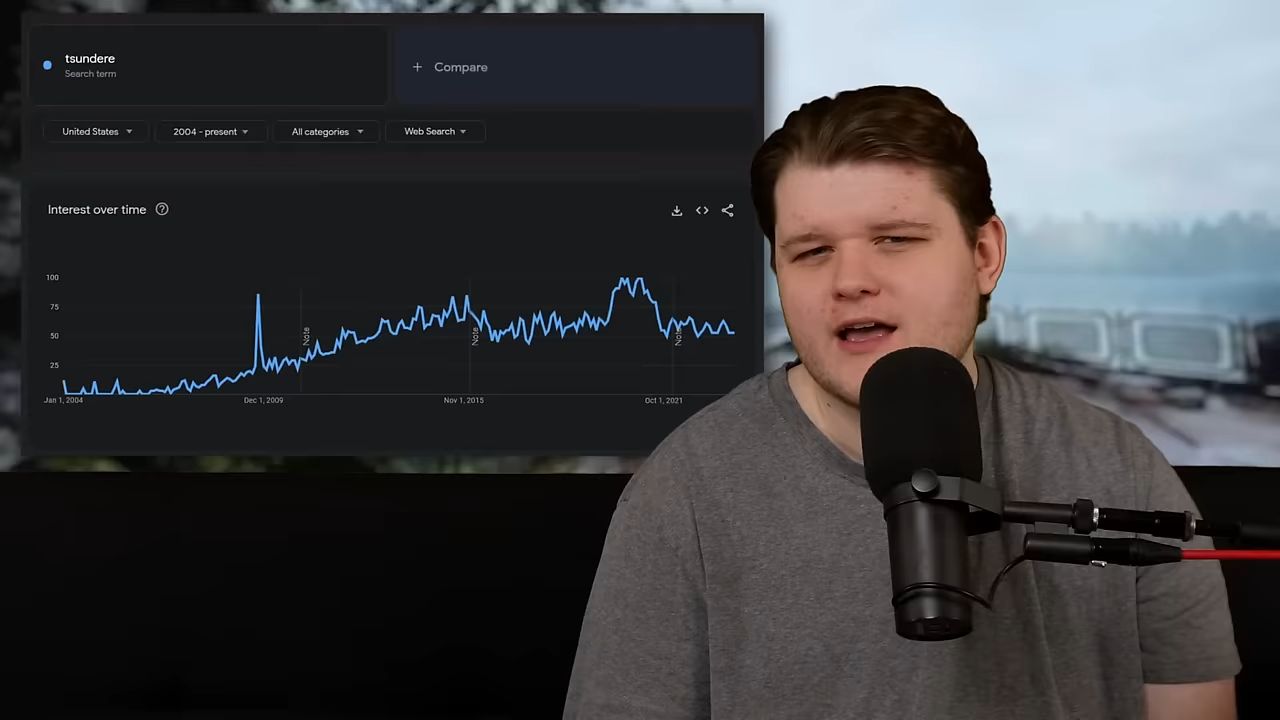 tsundere
Search term
+ Compare
United States
2004 - present
All categories
Web Search
Interest over time
100
75
50
25
Note
Note
Note
Jan 1, 2004
Dec 1, 2009
Nov 1, 2015
Oct 1, 2021